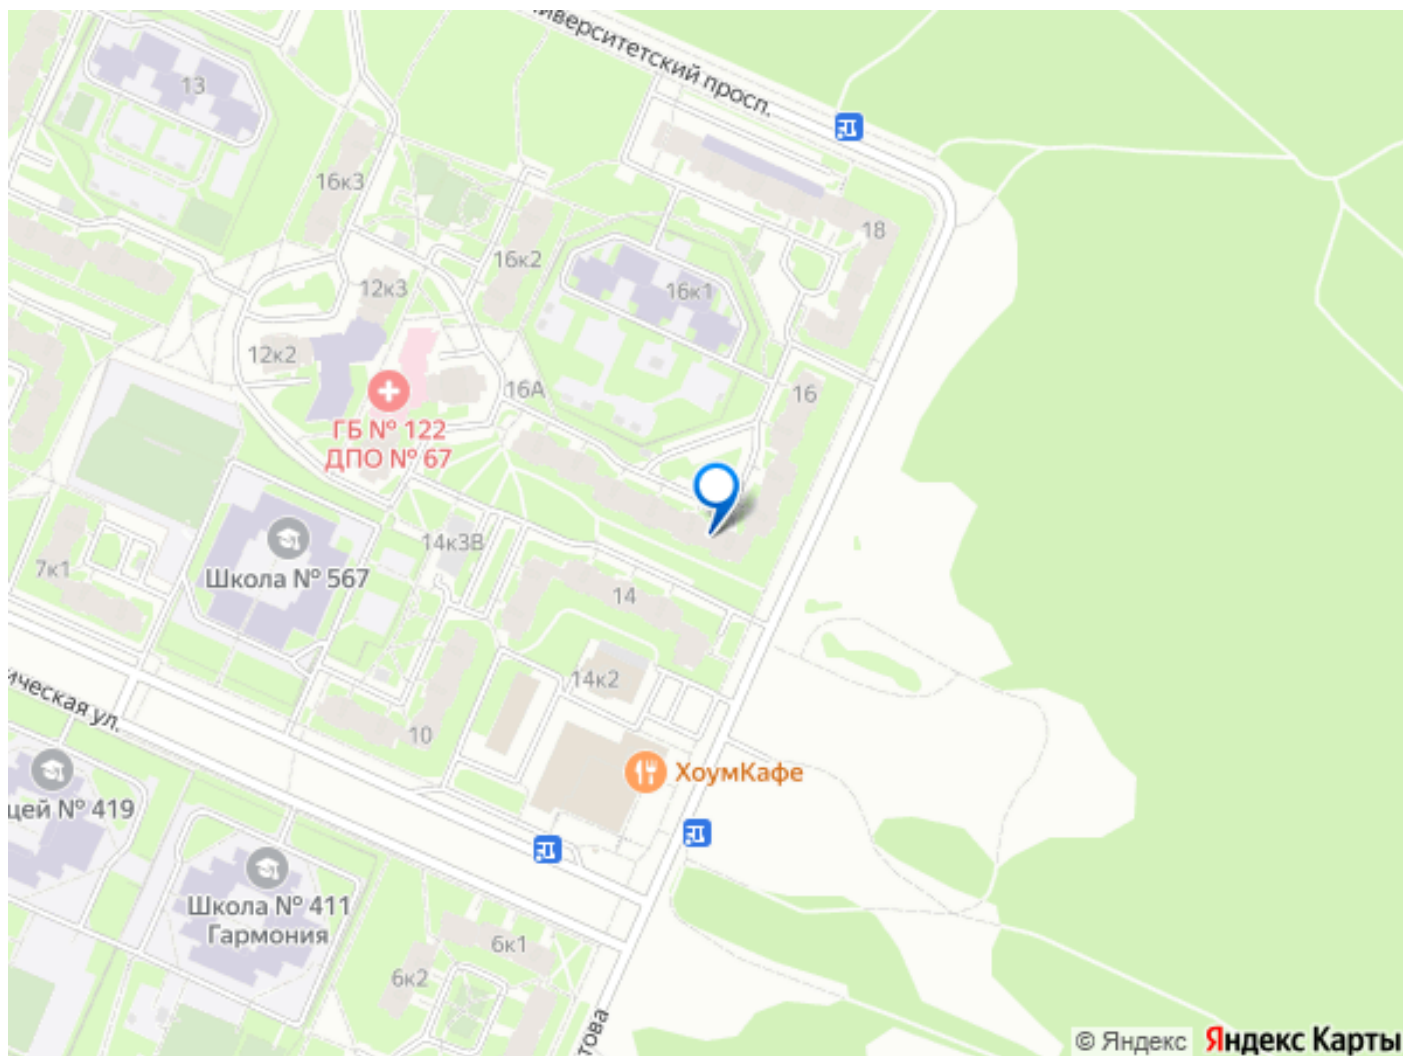 иверситетский просп.
13
16к3
18
16к2
12к3
16к1
12к2
16А
16
ГБ № 122
ДПО № 67
14к3В
7к1
Школа № 567
14
14к2
ическая ул.
10
ХоумКафе
цей № 419
Школа № 411
Гармония
6к1
6к2
това
© Яндекс Яндекс Карты